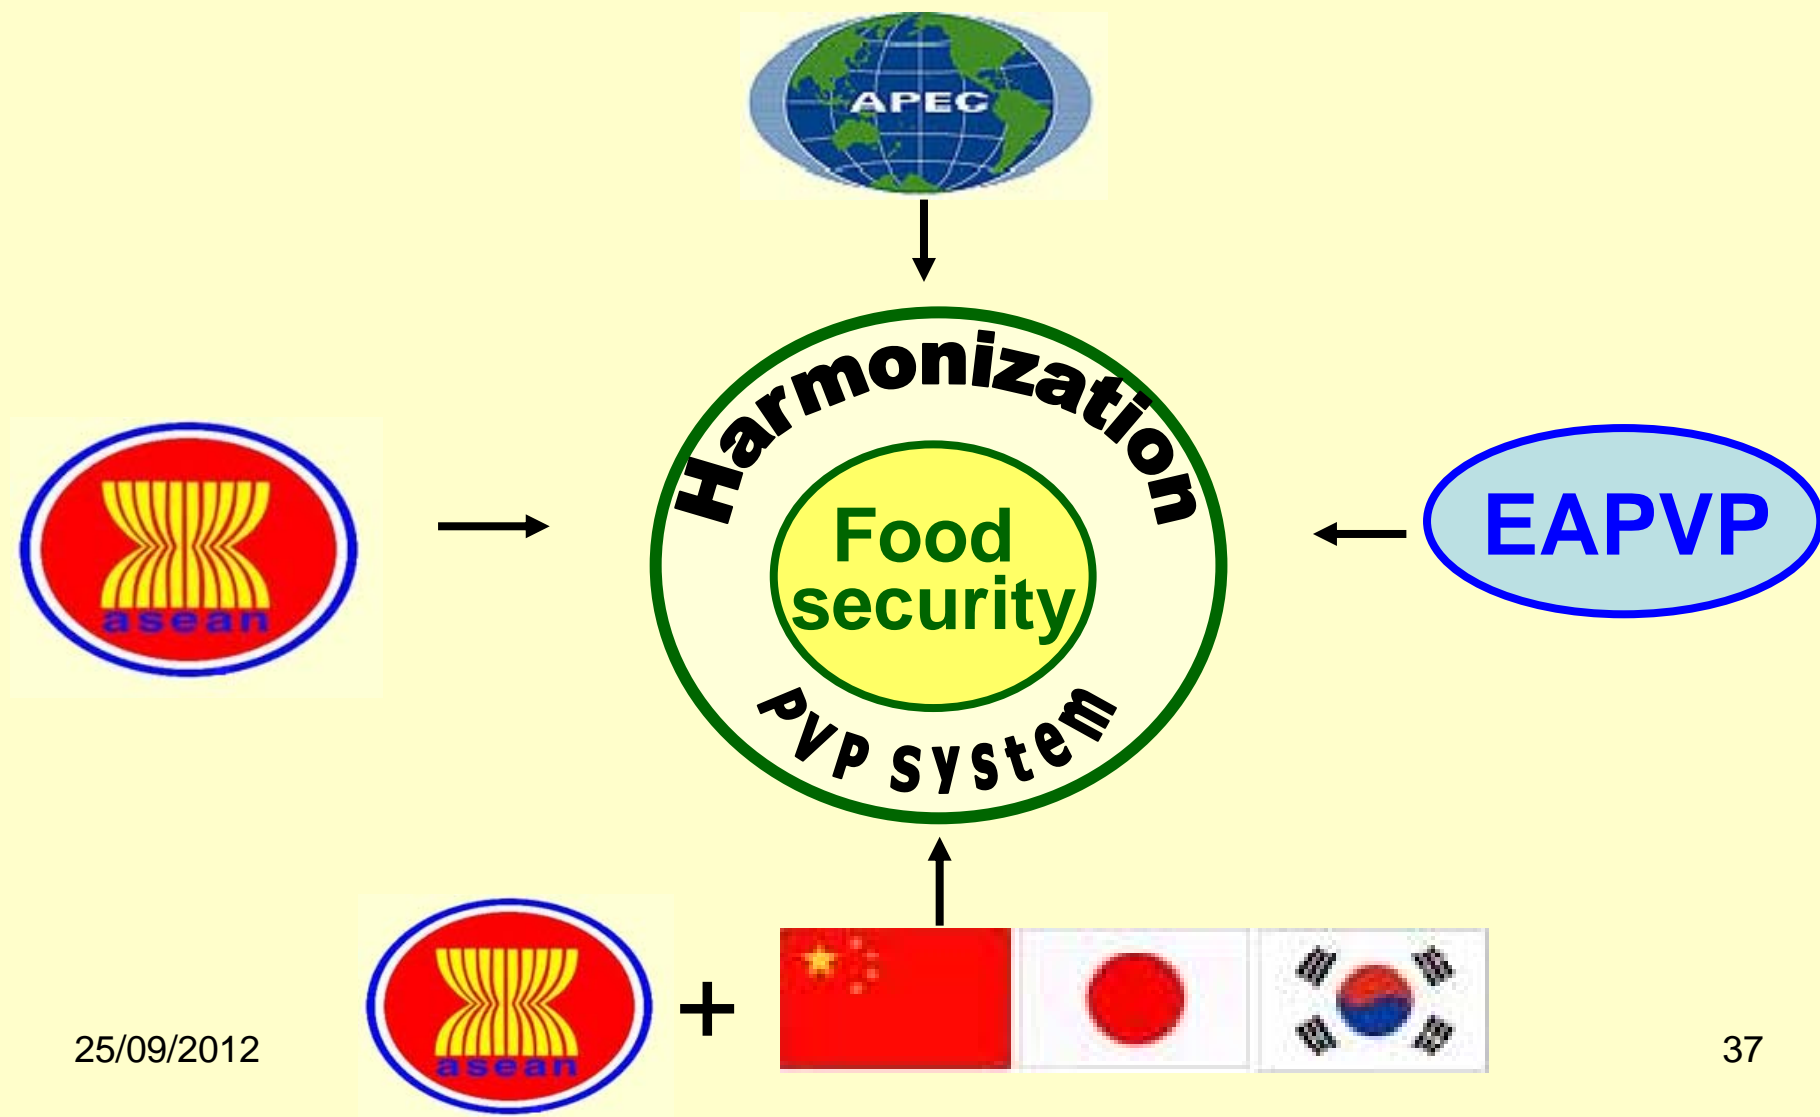 APEC
Harmonization
Food
security
PVP system
asean
EAPVP
asean
+
25/09/2012
37